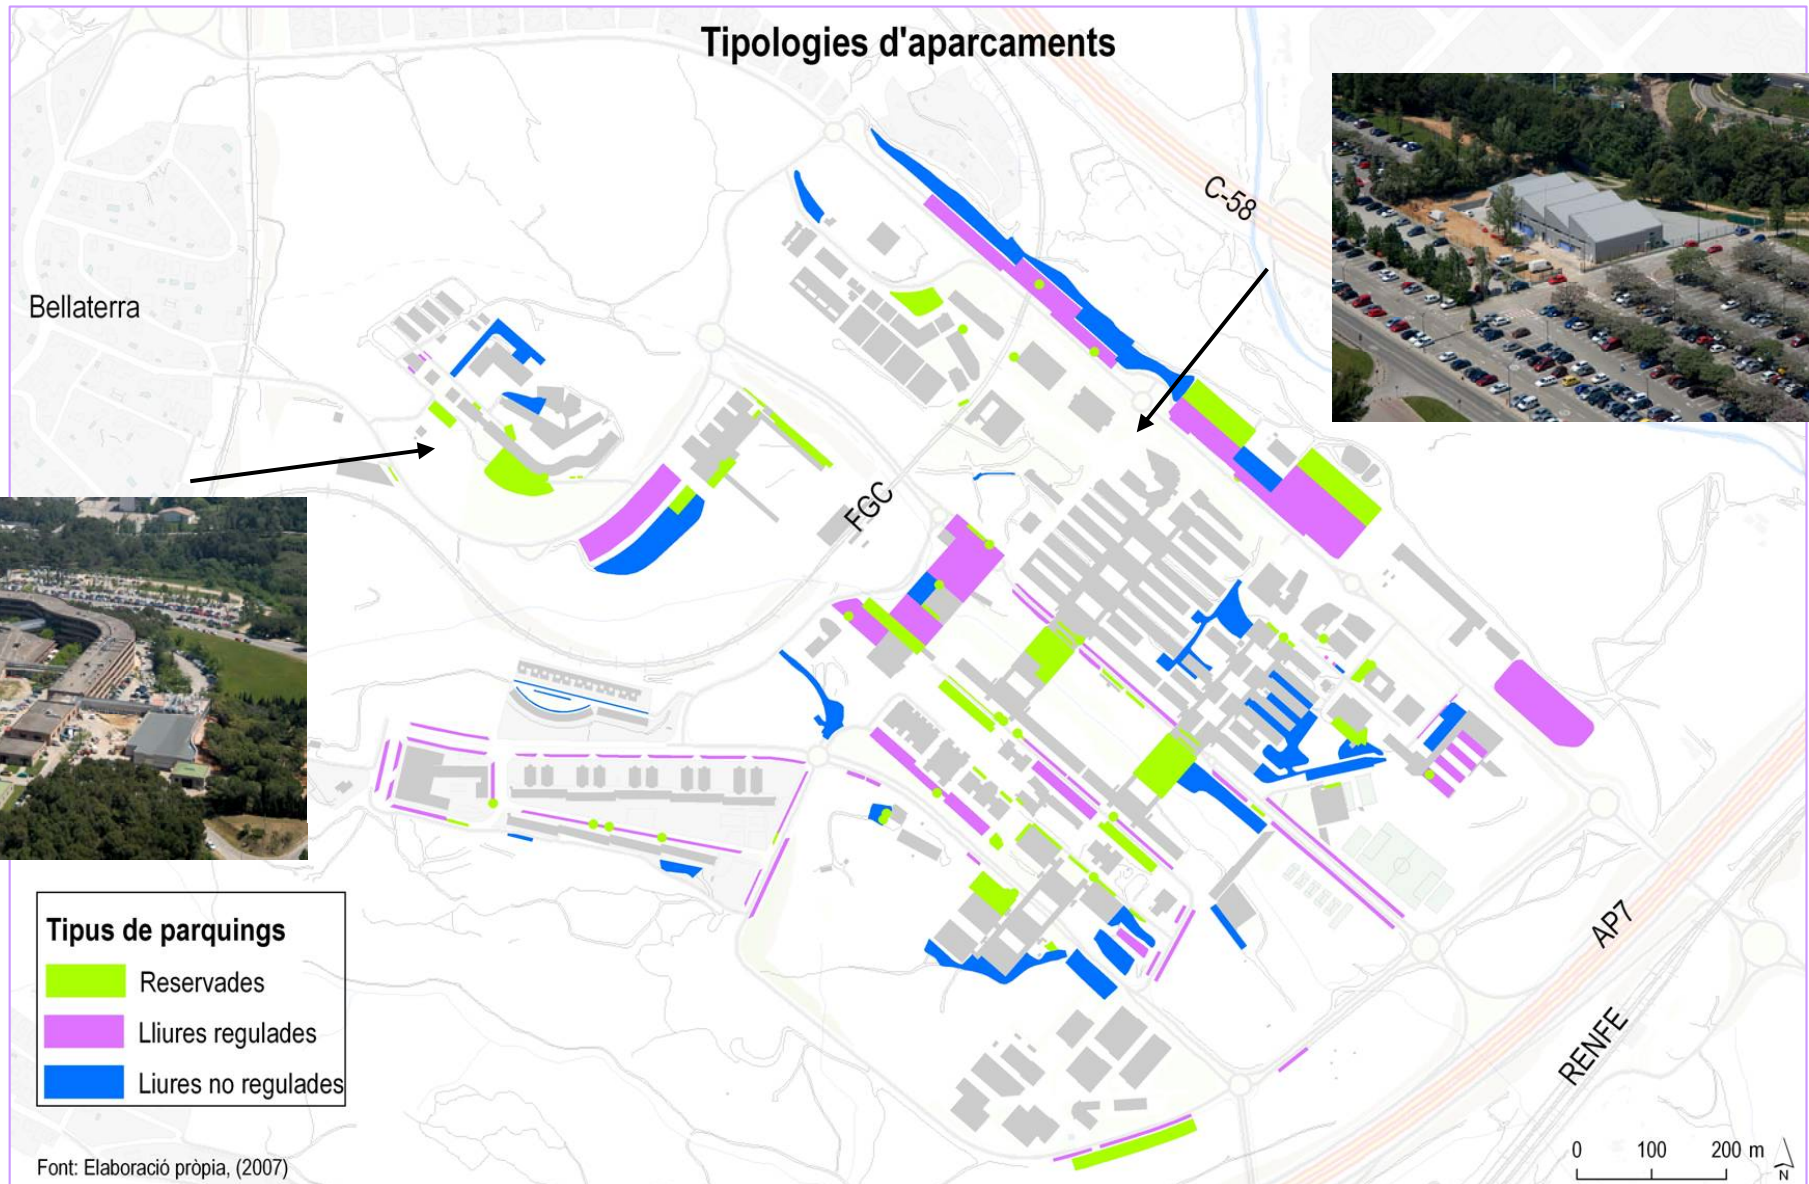 Tipologies d'aparcaments
C-58
Bellaterra
FGC
AP7
RENFE
Tipus de parquings
Reservades
Lliures regulades
Lliures no regulades
Font: Elaboració pròpia, (2007)
0 100 200 m
N